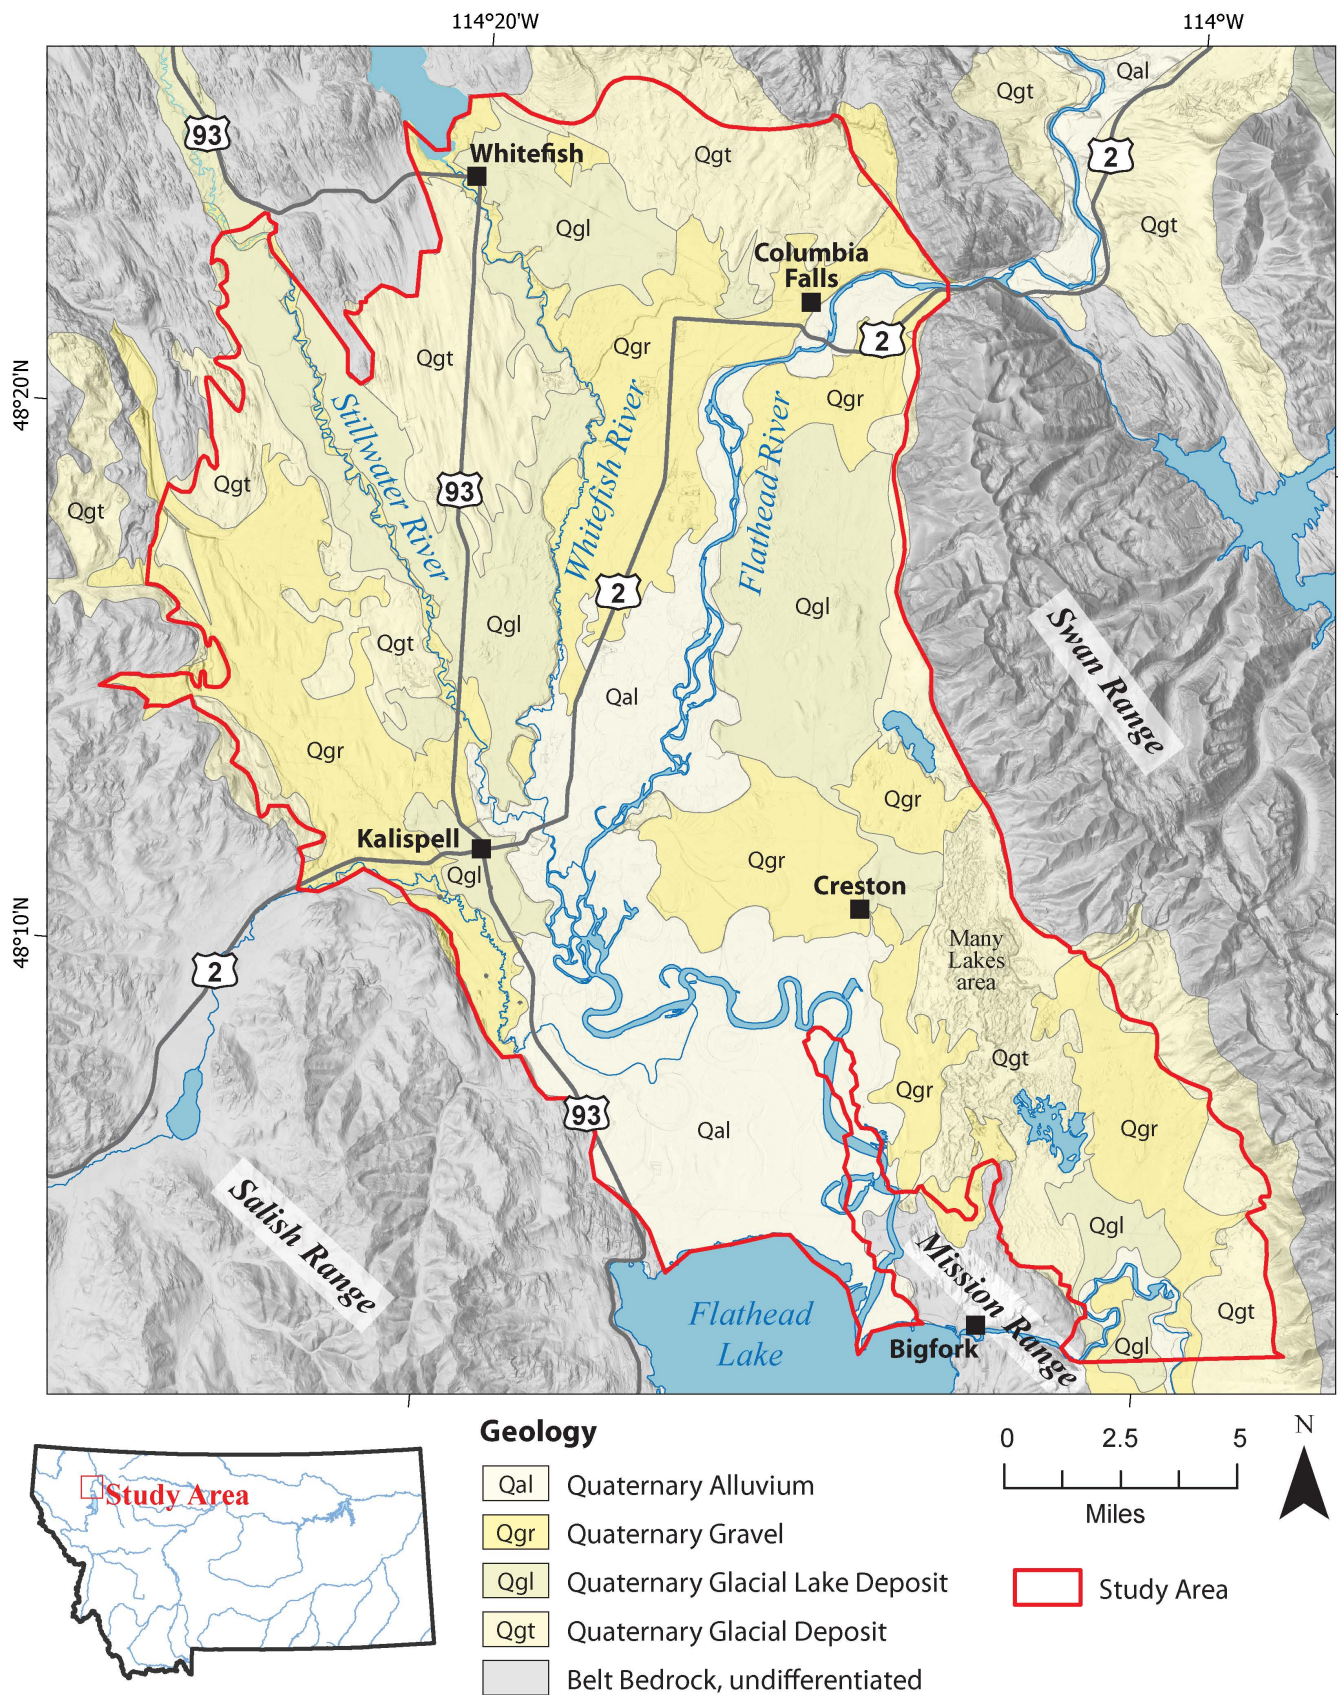 114°20'W
114°W
Qal
Qgt
93
2
Whitefish
Qgt
Qgl
Qgt
Columbia
Falls
2
Qgr
Qgt
48°20'N
Qgr
Stillwater River
Whitefish River
Flathead River
Qgt
93
Qgt
2
Qgl
Qgl
Qgt
Swan Range
Qal
Qgr
Qgr
Kalispell
Qgr
Qgl
Creston
48°10'N
Many
Lakes
area
2
Qgt
Qgr
93
Qal
Qgr
Salish Range
Qgl
Mission Range
Flathead
Lake
Qgt
Bigfork
Qgl
Geology
Qal Quaternary Alluvium
Qgr Quaternary Gravel
Qgl Quaternary Glacial Lake Deposit
Qgt Quaternary Glacial Deposit
Belt Bedrock, undifferentiated
0 2.5 5
Miles
N
Study Area
Study Area